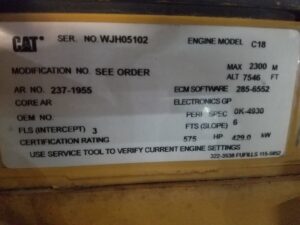 CAT SER. NO. WJH05102 ENGINE MODEL C18
MODIFICATION NO. SEE ORDER MAX ALT 2300 M 7546 FT
AR NO. 237-1955 ECM SOFTWARE 285-6552
CORE AR ELECTRONICS GP
OEM NO PERF SPEC 0K-4930
FLS (INTERCEPT) 3 FTS (SLOPE) 6
CERTIFICATION RATING 575 HP 429.0 kW
USE SERVICE TOOL TO VERIFY CURRENT ENGINE SETTINGS